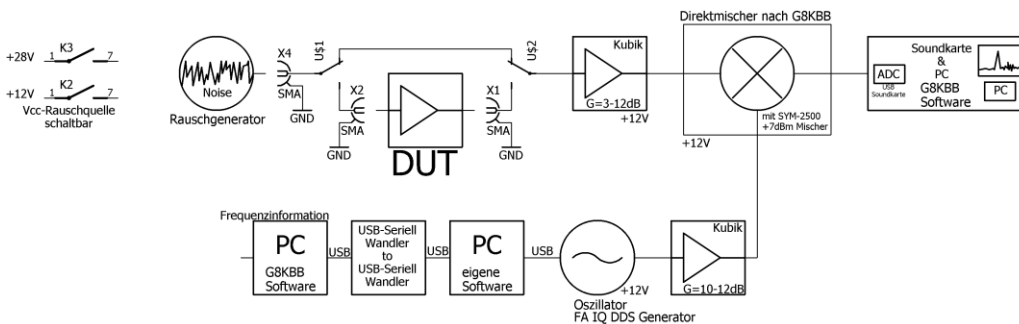 Direktmischer nach G8KBB
+28V
1
K3
7
+12V
1
K2
7
Vcc-Rauschquelle
schaltbar
Noise
Rauschgenerator
X4
SMA
GND
U$1
X2
SMA
GND
DUT
X1
SMA
GND
U$2
Kubik
G=3-12dB
+12V
mit SYM-2500
+7dBm Mischer
+12V
Soundkarte
&
PC
G8KBB
Software
ADC
USB
Soundkarte
PC
Frequenzinformation
PC
G8KBB
Software
USB
USB-Seriell
Wandler
to
USB-Seriell
Wandler
USB
PC
eigene
Software
USB
+12V
Oszillator
FA IQ DDS Generator
Kubik
G=10-12dB